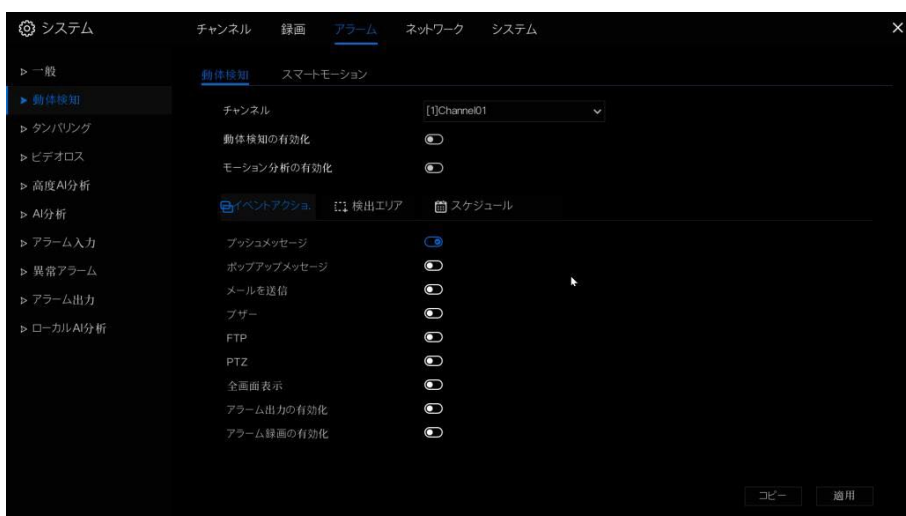 システム
チャンネル 録画 アラーム ネットワーク システム
一般
動体検知
タンパリング
ビデオロス
高度AI分析
AI分析
アラーム入力
異常アラーム
アラーム出力
ローカルAI分析
動体検知 スマートモーション
チャンネル [1]Channel01
動体検知の有効化
モーション分析の有効化
イベントアクショ. 検出エリア スケジュール
プッシュメッセージ
ポップアップメッセージ
メールを送信
ブザー
FTP
PTZ
全画面表示
アラーム出力の有効化
アラーム録画の有効化
コピー 適用